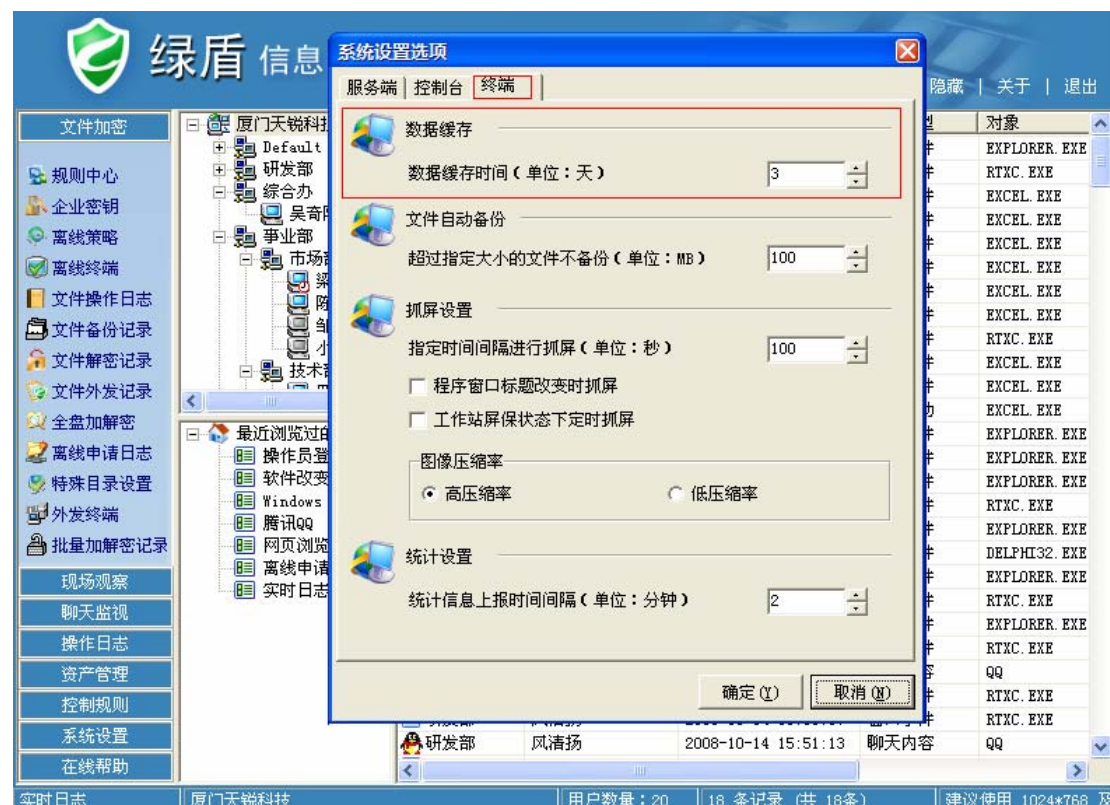 绿盾 信息
隐藏 | 关于 | 退出
文件加密
规则中心
企业密钥
离线策略
离线终端
文件操作日志
文件备份记录
文件解密记录
文件外发记录
全盘加解密
离线申请日志
特殊目录设置
外发终端
批量加解密记录
现场观察
聊天监视
操作日志
资产管理
控制规则
系统设置
在线帮助
厦门天锐科技
Default
研发部
综合办
吴奇
事业部
市场部
技术部
最近浏览过的
操作员登
软件改变
Windows
腾讯QQ
网页浏览
离线申请
实时日志
系统设置选项
服务端
控制台
终端
数据缓存
数据缓存时间(单位:天)
3
文件自动备份
超过指定大小的文件不备份(单位:MB)
100
抓屏设置
指定时间间隔进行抓屏(单位:秒)
100
程序窗口标题改变时抓屏
工作站屏保状态下定时抓屏
图像压缩率
高压缩率
低压缩率
统计设置
统计信息上报时间间隔(单位:分钟)
2
确定(Y)
取消(N)
对象
EXPLORER.EXE
RTXC.EXE
EXCEL.EXE
EXCEL.EXE
EXCEL.EXE
EXCEL.EXE
EXCEL.EXE
EXCEL.EXE
RTXC.EXE
EXCEL.EXE
EXCEL.EXE
EXCEL.EXE
EXPLORER.EXE
EXPLORER.EXE
EXPLORER.EXE
RTXC.EXE
EXPLORER.EXE
DELPHI32.EXE
EXPLORER.EXE
RTXC.EXE
EXPLORER.EXE
RTXC.EXE
QQ
RTXC.EXE
RTXC.EXE
研发部 风清扬 2008-10-14 15:51:13 聊天内容 QQ
实时日志 厦门天锐科技 用户数量:20 18 条记录 (共 18条) 建议使用 1024*768 及